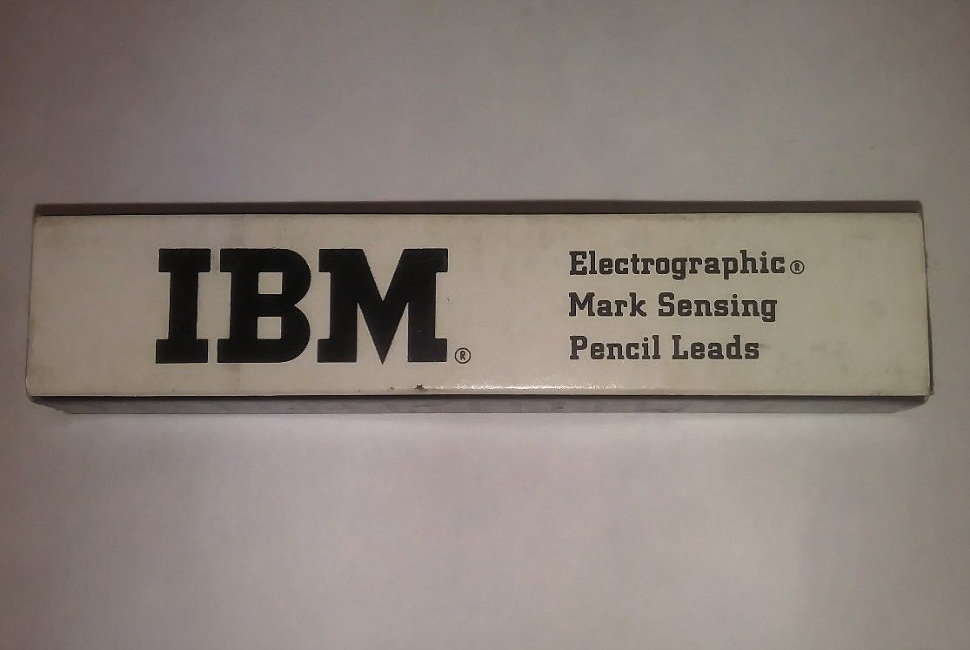 IBM®
Electrographic®
Mark Sensing
Pencil Leads